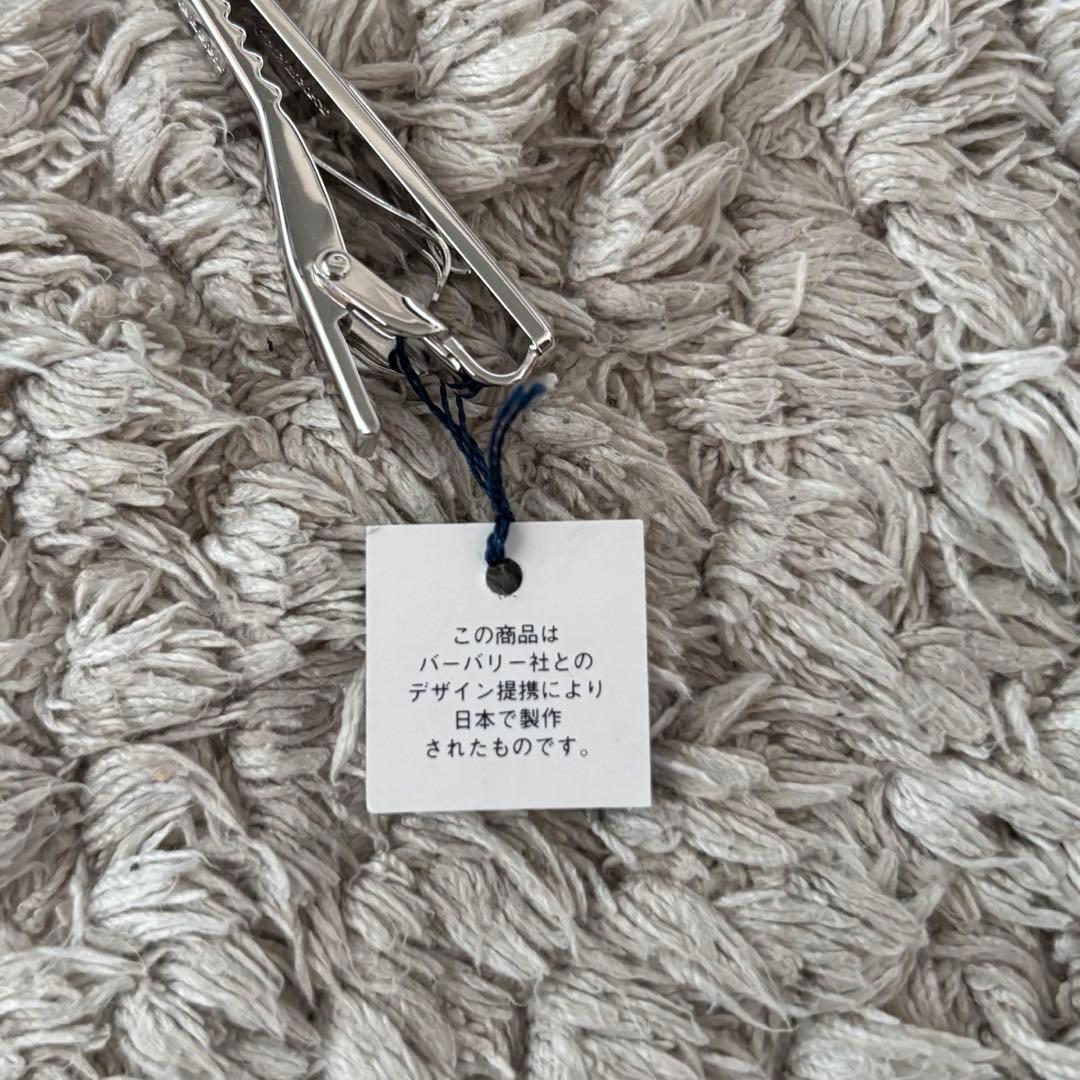 この商品は
バーバリー社との
デザイン提携により
日本で製作
されたものです。